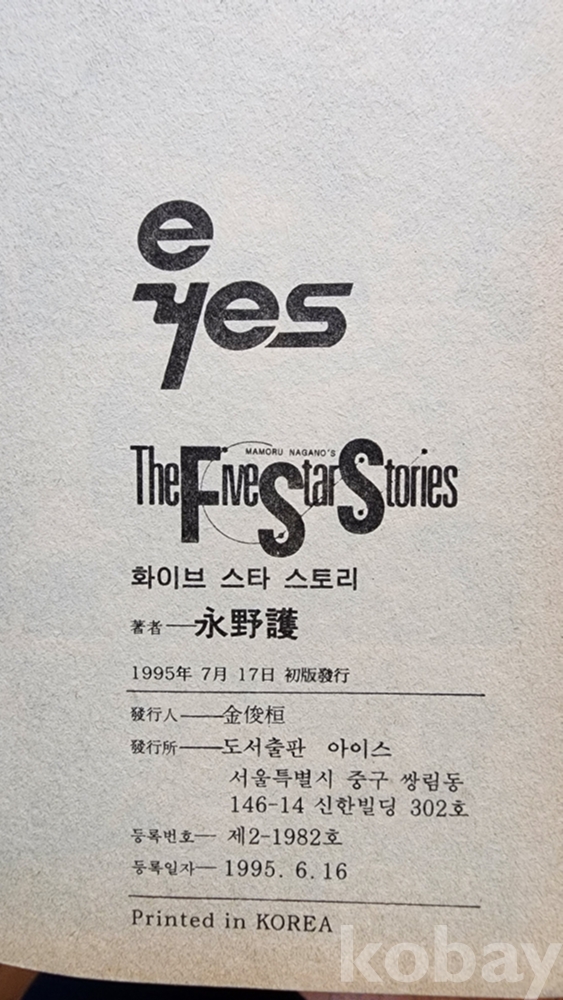 e
yes
MAMORU NAGANO'S
The Five Star Stories
화이브 스타 스토리
著者―永野護
1995年 7月 17日 初版發行
發行人―金俊桓
發行所―도서출판 아이스
서울특별시 중구 쌍림동
146-14 신한빌딩 302호
등록번호― 제2-1982호
등록일자― 1995. 6. 16
Printed in KOREA
kobay